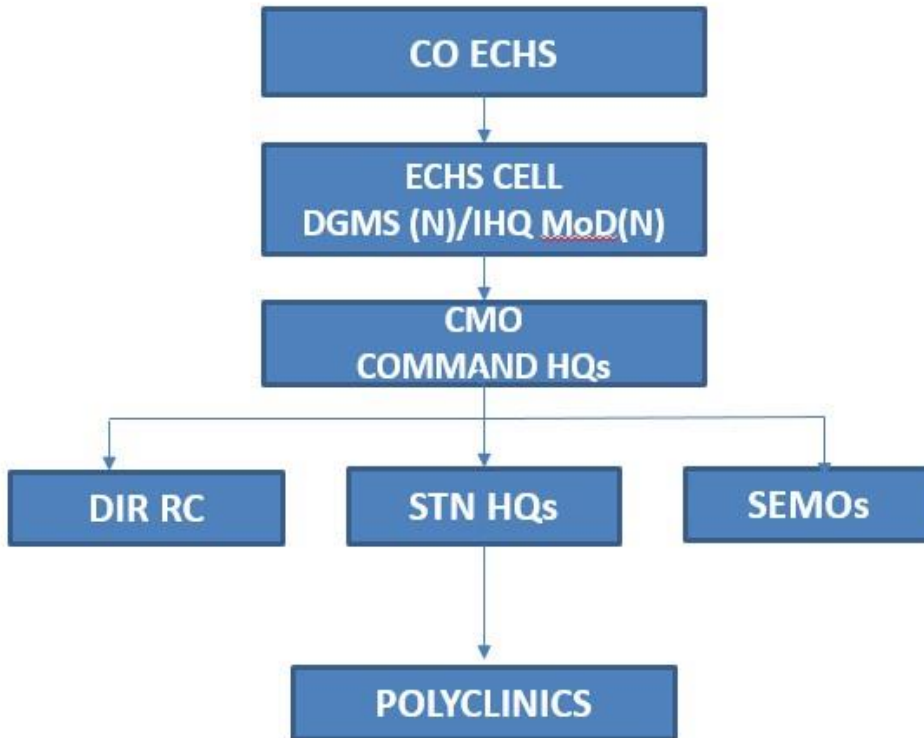 CO ECHS
ECHS CELL
DGMS (N)/IHQ MoD(N)
CMO
COMMAND HQs
DIR RC
STN HQs
SEMOs
POLYCLINICS